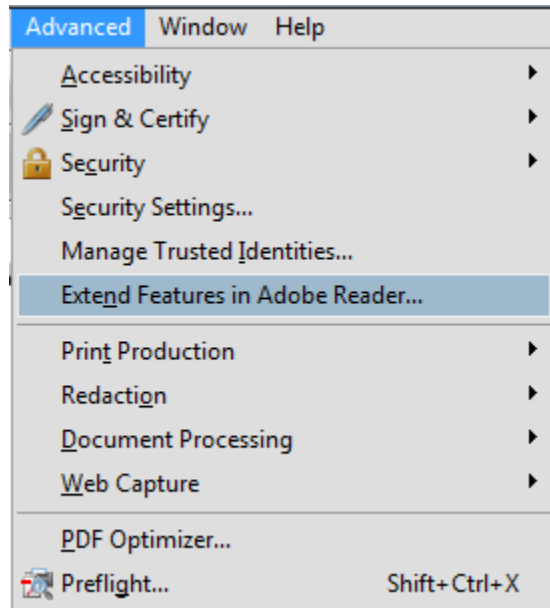 Advanced Window Help
Accessibility
Sign & Certify
Security
Security Settings...
Manage Trusted Identities...
Extend Features in Adobe Reader...
Print Production
Redaction
Document Processing
Web Capture
PDF Optimizer...
Preflight... Shift+Ctrl+X